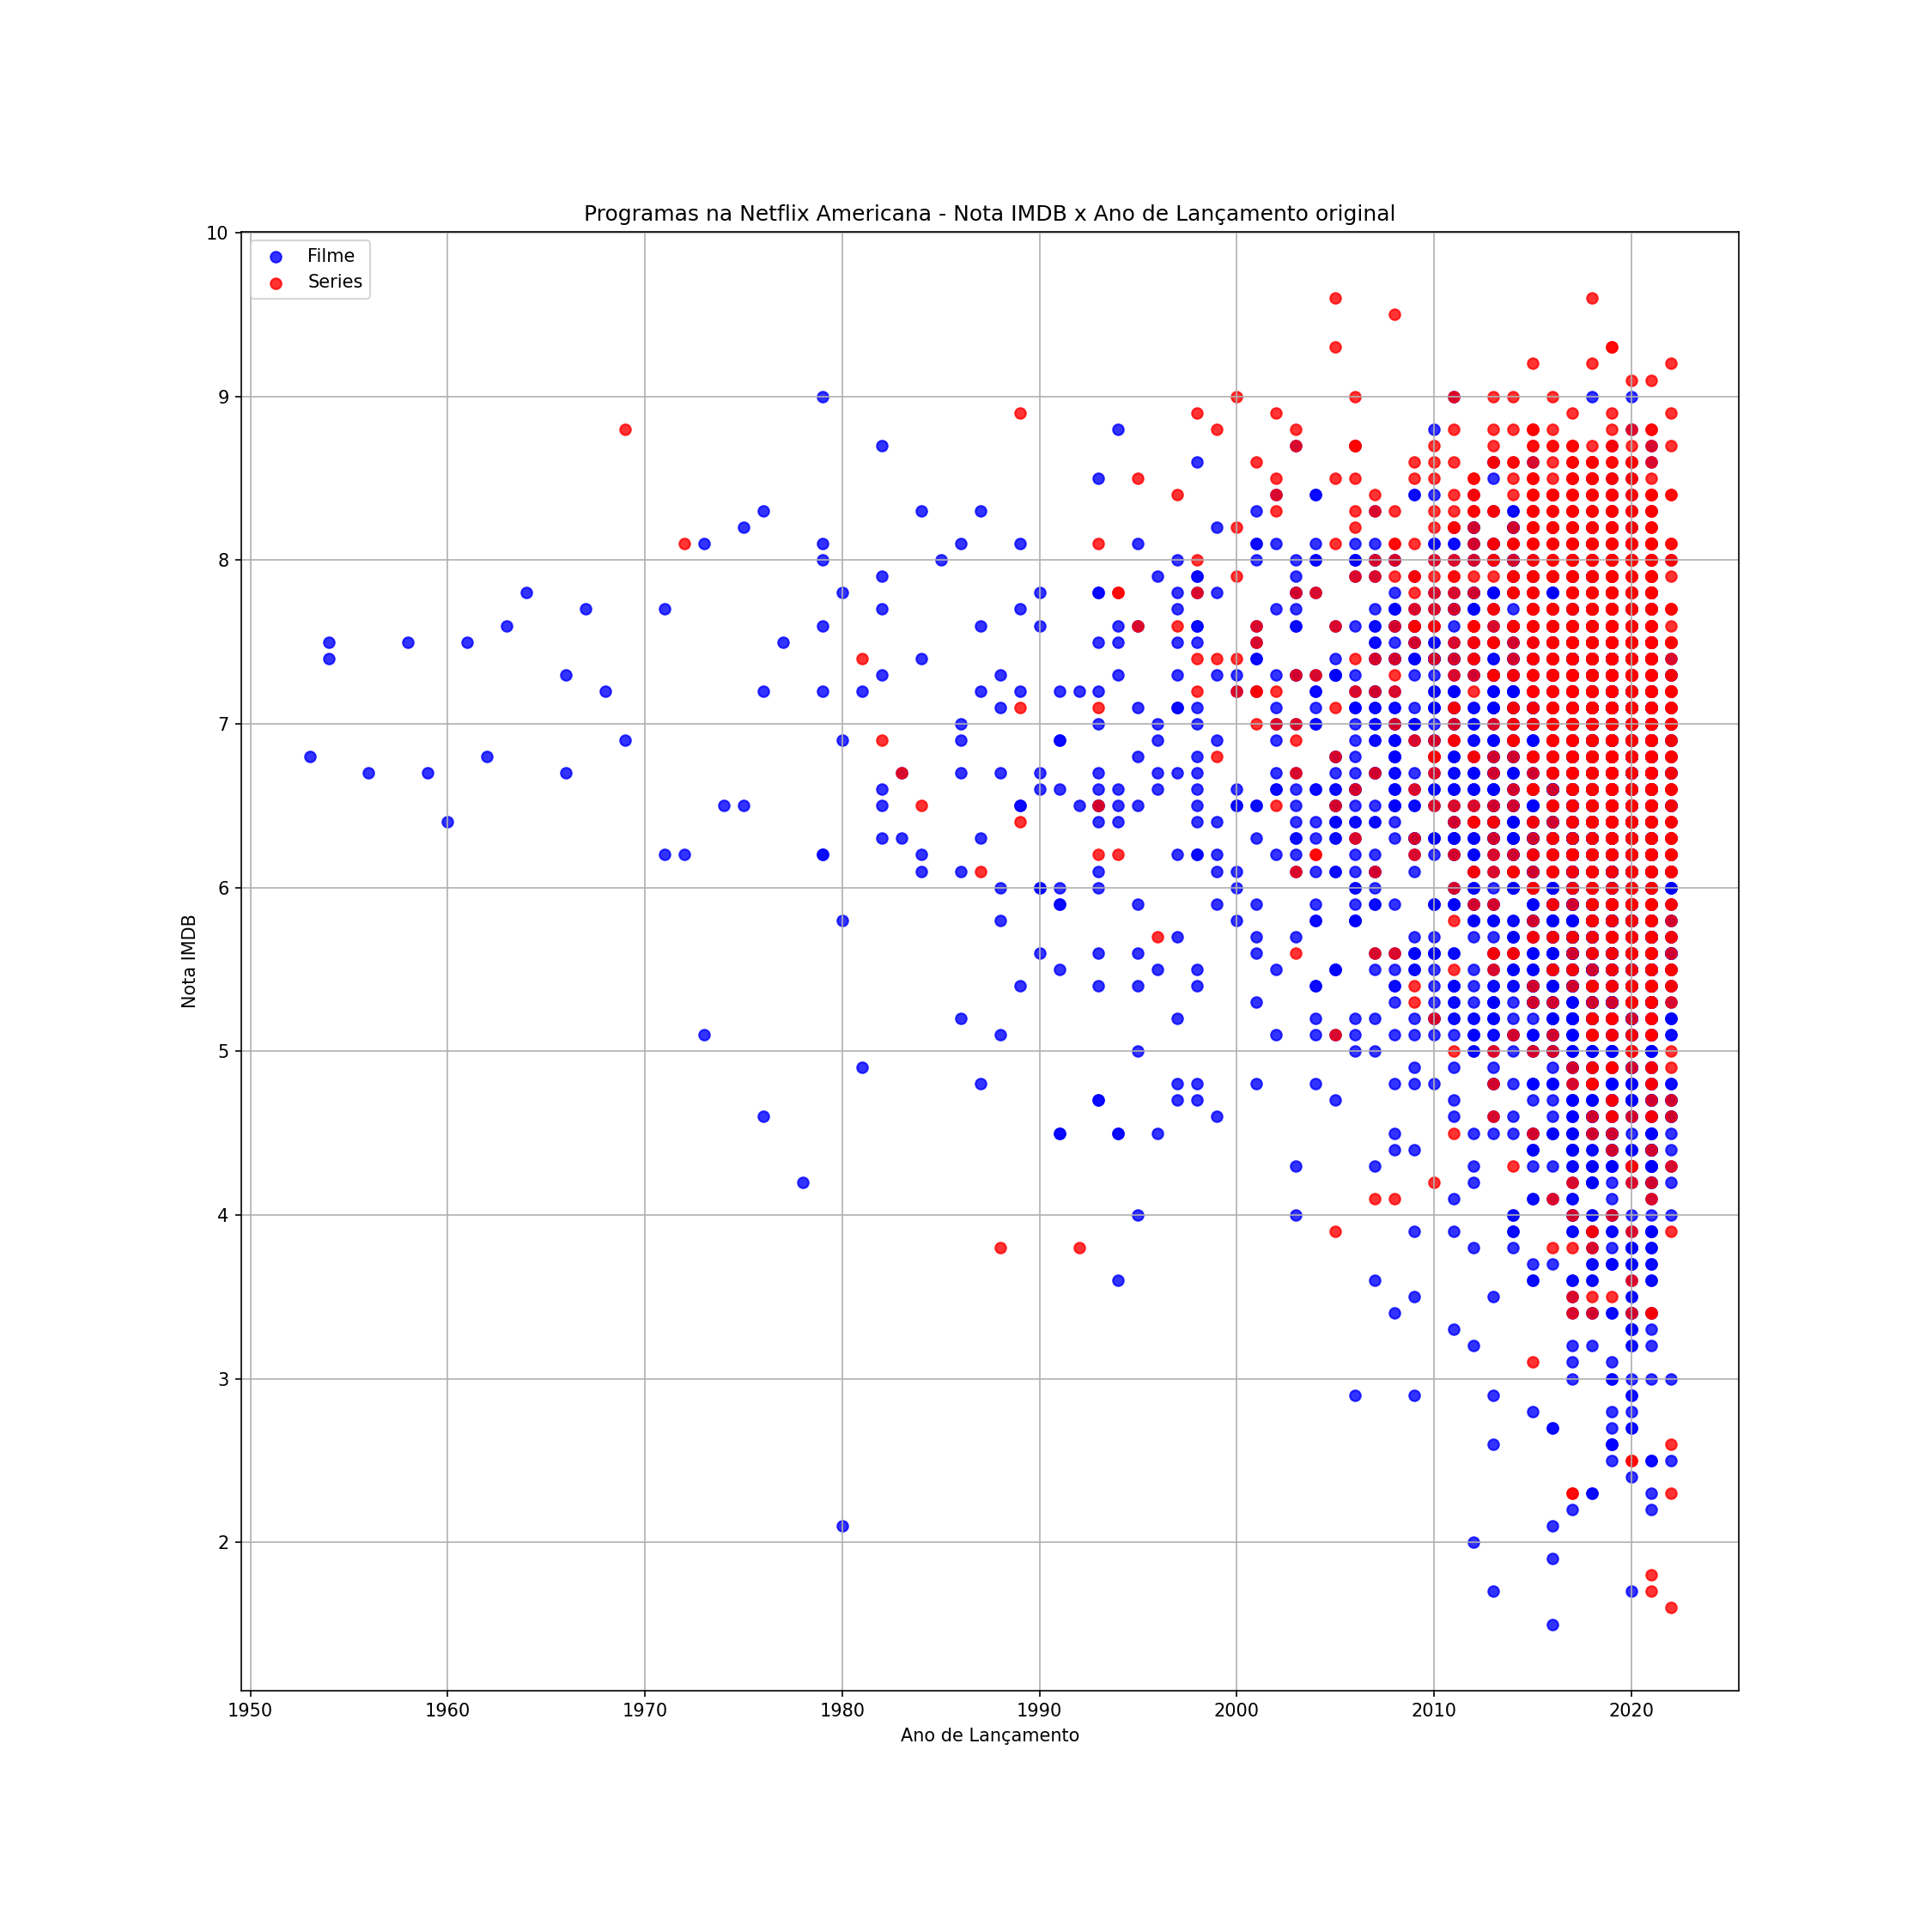 Programas na Netflix Americana - Nota IMDB x Ano de Lançamento original
10
Filme
Series
9
8
7
6
Nota IMDB
5
4
3
2
1950 1960 1970 1980 1990 2000 2010 2020
Ano de Lançamento